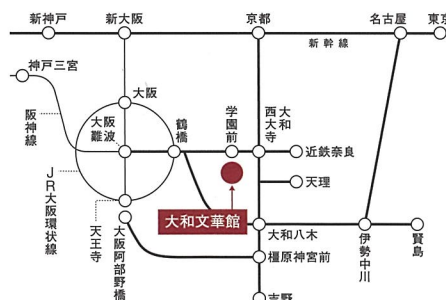 新神戸
新大阪
京都
名古屋
東京
新幹線
神戸三宮
大阪
阪神線
大阪難波
鶴橋
学園前
大和西大寺
近鉄奈良
天理
JR大阪環状線
天王寺
大阪阿部野橋
大和文華館
大和八木
伊勢中川
賢島
橿原神宮前
吉野